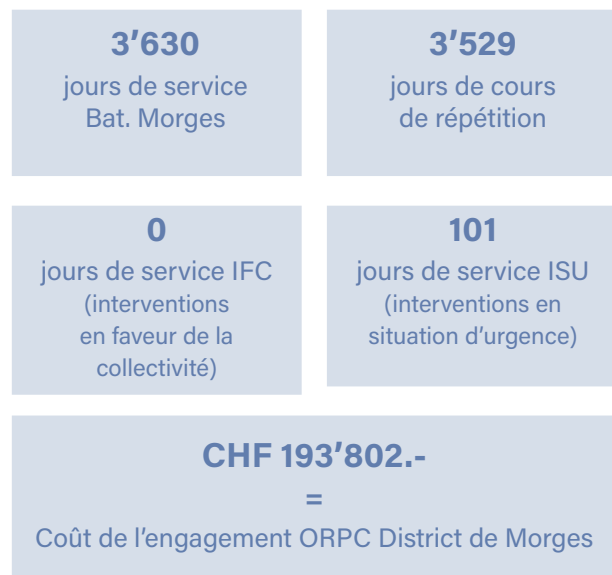 3’630
jours de service
Bat. Morges
3’529
jours de cours
de répétition
0
jours de service IFC
(interventions
en faveur de la
collectivité)
101
jours de service ISU
(interventions en
situation d’urgence)
CHF 193’802.-
=
Coût de l’engagement ORPC District de Morges